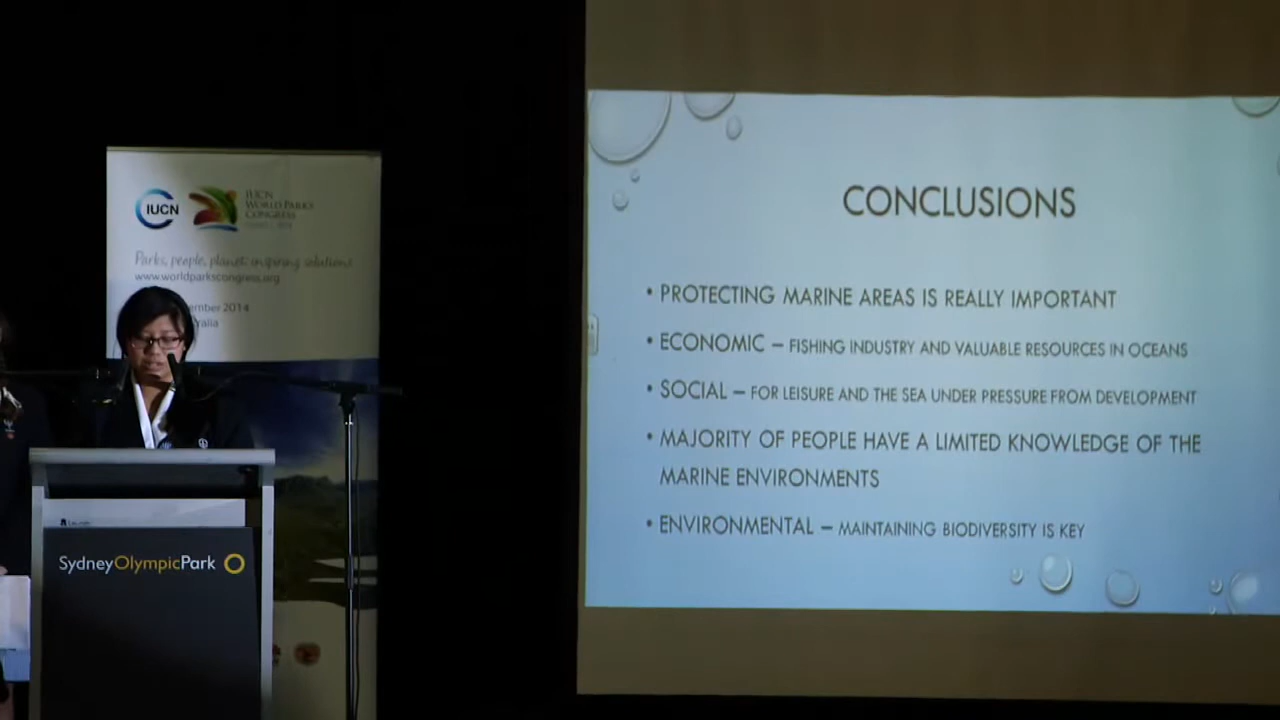 IUCN
IUCN
WORLD PARKS
CONGRESS
Parks, people, planet: inspiring solutions
www.worldparkscongress.org
2014
SydneyOlympicPark
CONCLUSIONS
• PROTECTING MARINE AREAS IS REALLY IMPORTANT
• ECONOMIC – FISHING INDUSTRY AND VALUABLE RESOURCES IN OCEANS
• SOCIAL – FOR LEISURE AND THE SEA UNDER PRESSURE FROM DEVELOPMENT
• MAJORITY OF PEOPLE HAVE A LIMITED KNOWLEDGE OF THE
MARINE ENVIRONMENTS
• ENVIRONMENTAL – MAINTAINING BIODIVERSITY IS KEY